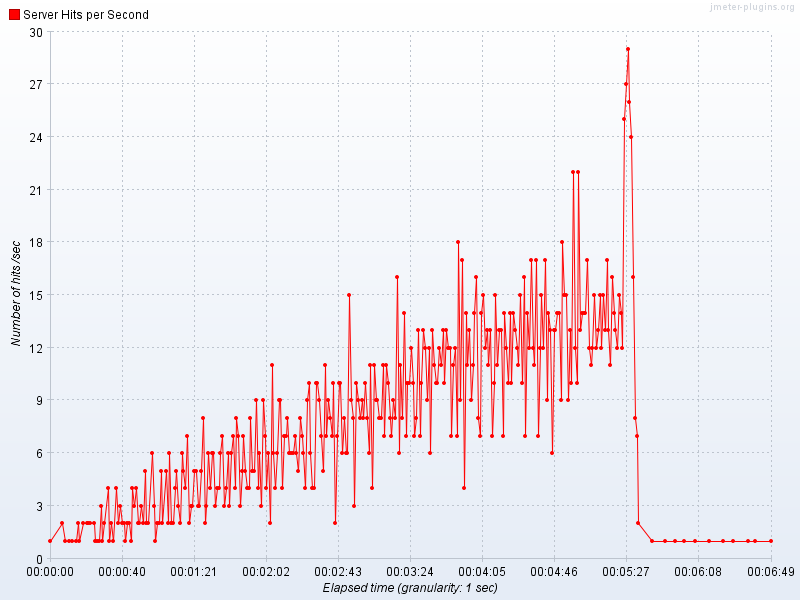 jmeter-plugins.org
Server Hits per Second
30
27
24
21
18
15
12
9
6
3
0
Number of hits /sec
00:00:00 00:00:40 00:01:21 00:02:02 00:02:43 00:03:24 00:04:05 00:04:46 00:05:27 00:06:08 00:06:49
Elapsed time (granularity: 1 sec)